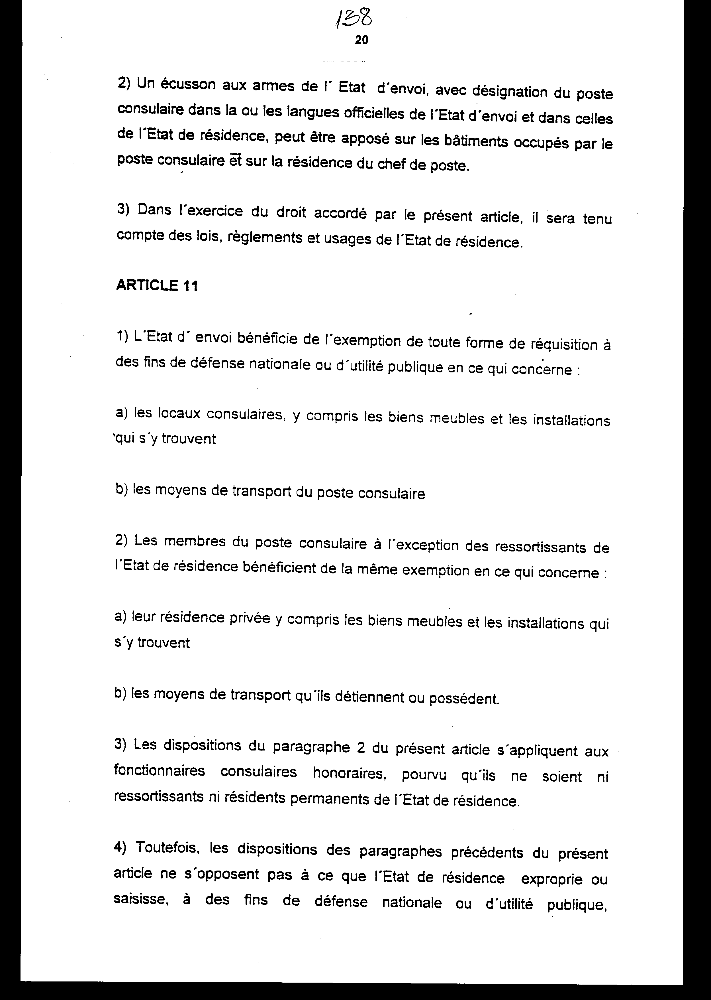 138
20
2) Un écusson aux armes de l´ Etat d´envoi, avec désignation du poste
consulaire dans la ou les langues officielles de l´Etat d´envoi et dans celles
de l´Etat de résidence, peut être apposé sur les bâtiments occupés par le
poste consulaire et sur la résidence du chef de poste.
3) Dans l´exercice du droit accordé par le présent article, il sera tenu
compte des lois, règlements et usages de l´Etat de résidence.
ARTICLE 11
1) L´Etat d´ envoi bénéficie de l´exemption de toute forme de réquisition à
des fins de défense nationale ou d´utilité publique en ce qui concerne :
a) les locaux consulaires, y compris les biens meubles et les installations
qui s´y trouvent
b) les moyens de transport du poste consulaire
2) Les membres du poste consulaire à l´exception des ressortissants de
l´Etat de résidence bénéficient de la même exemption en ce qui concerne :
a) leur résidence privée y compris les biens meubles et les installations qui
s´y trouvent
b) les moyens de transport qu´ils détiennent ou possédent.
3) Les dispositions du paragraphe 2 du présent article s´appliquent aux
fonctionnaires consulaires honoraires, pourvu qu´ils ne soient ni
ressortissants ni résidents permanents de l´Etat de résidence.
4) Toutefois, les dispositions des paragraphes précédents du présent
article ne s´opposent pas à ce que l´Etat de résidence exproprie ou
saisisse, à des fins de défense nationale ou d´utilité publique,